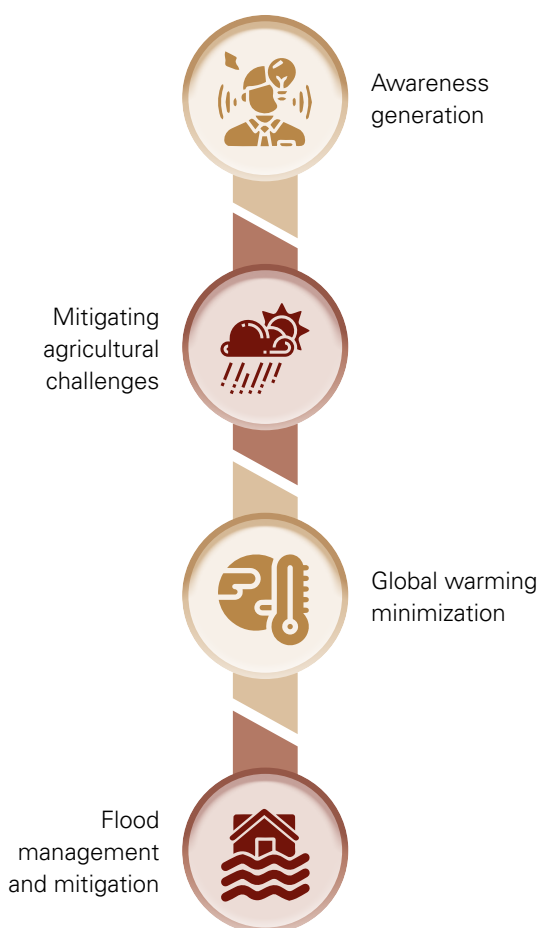 Awareness
generation
Mitigating
agricultural
challenges
Global warming
minimization
Flood
management
and mitigation